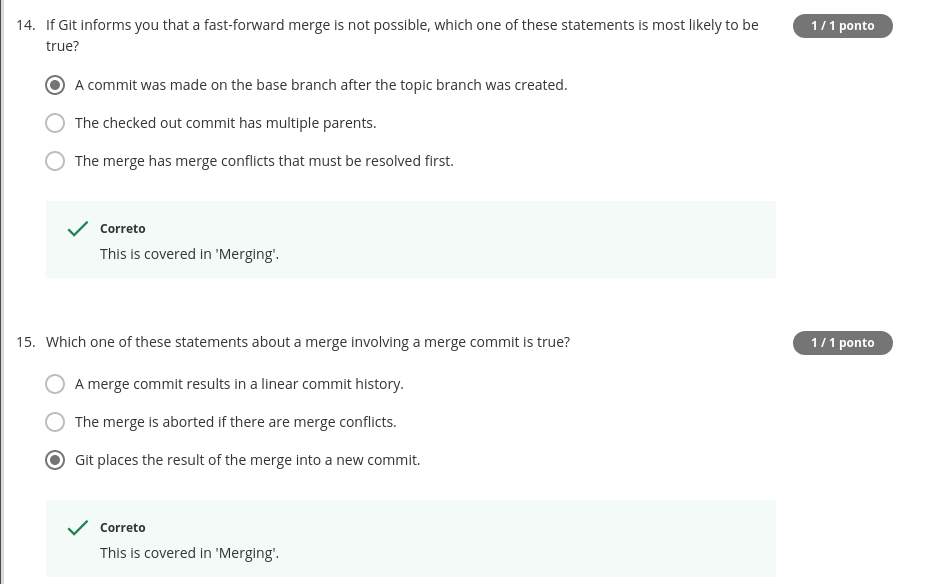 14. If Git informs you that a fast-forward merge is not possible, which one of these statements is most likely to be
true?
1 / 1 ponto
A commit was made on the base branch after the topic branch was created.
The checked out commit has multiple parents.
The merge has merge conflicts that must be resolved first.
Correto
This is covered in 'Merging'.
15. Which one of these statements about a merge involving a merge commit is true?
1 / 1 ponto
A merge commit results in a linear commit history.
The merge is aborted if there are merge conflicts.
Git places the result of the merge into a new commit.
Correto
This is covered in 'Merging'.